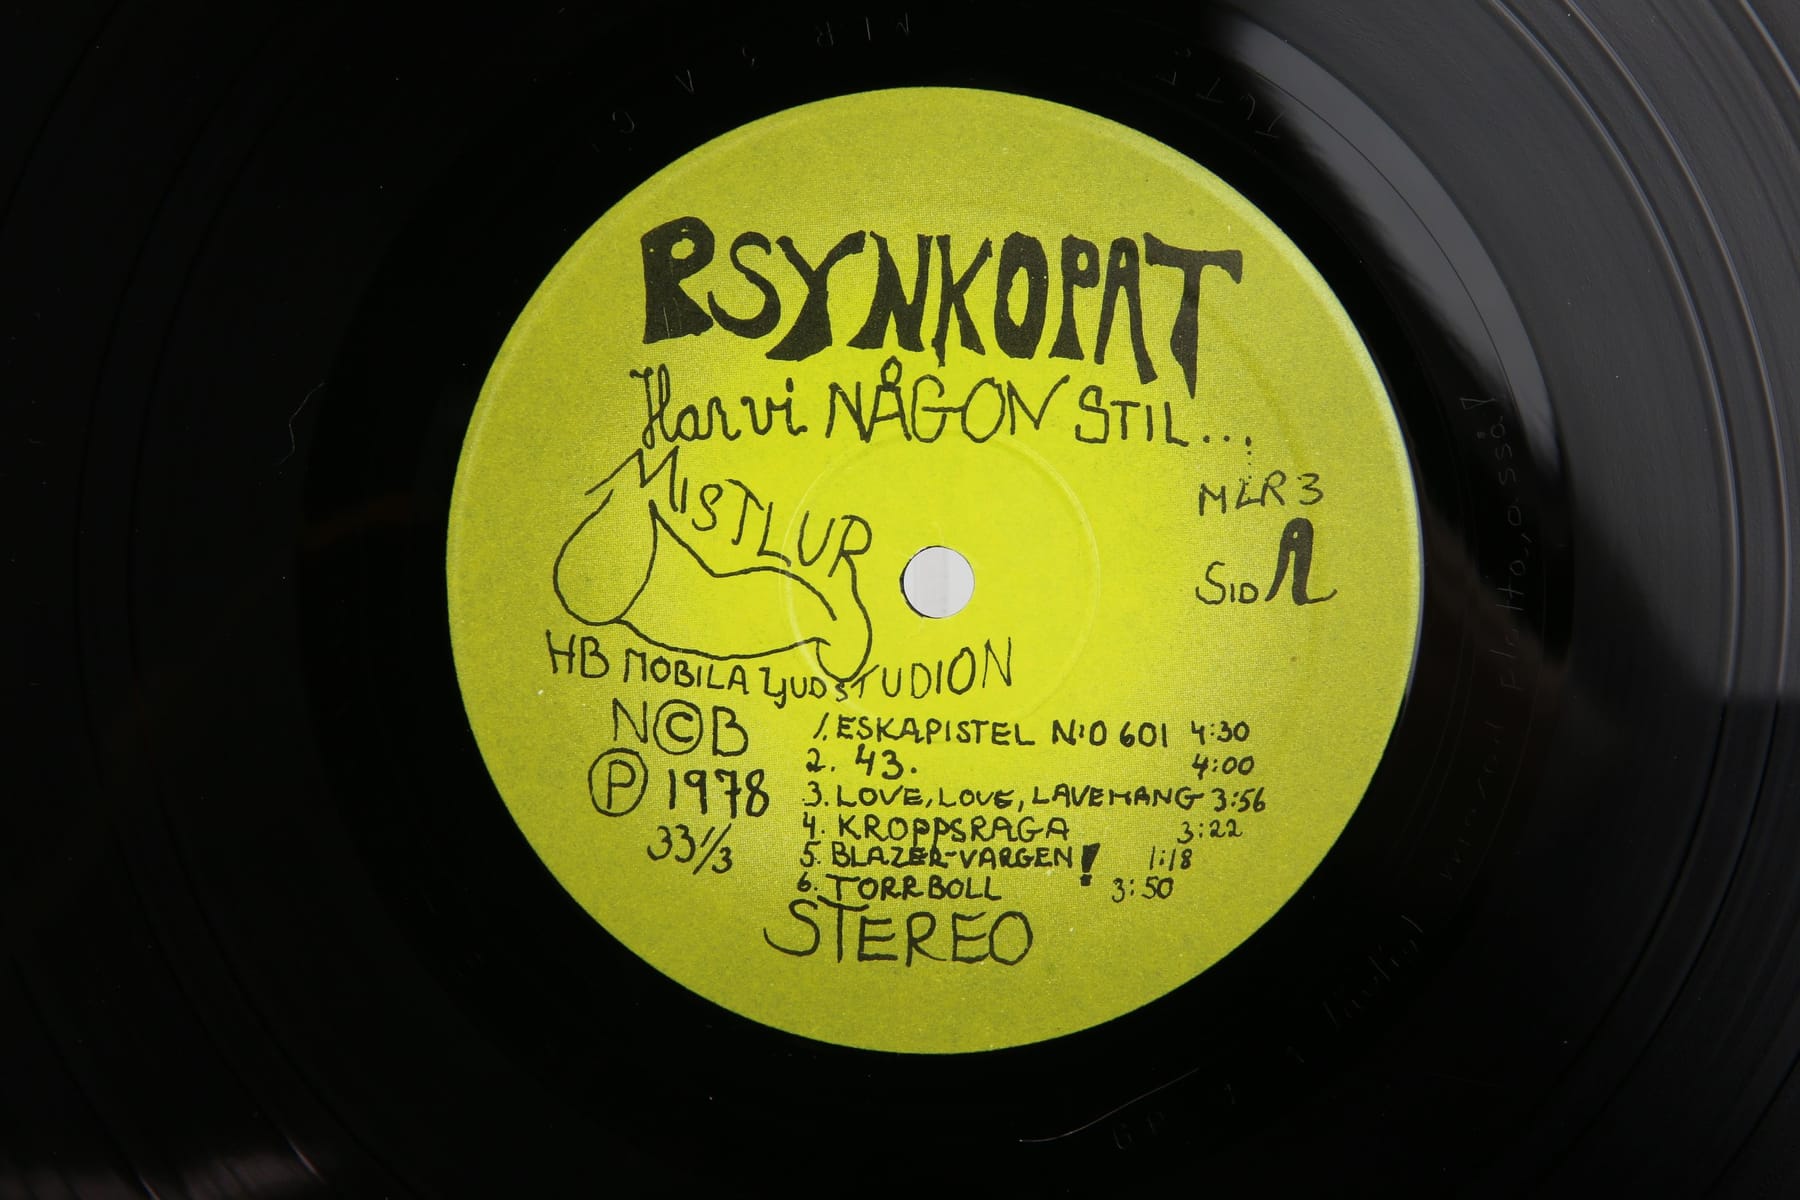 PSYNKOPAT
Har vi NÅGON STIL...
MISTLUR
MLR 3
SID A
HB MOBILA LJUDSTUDION
N©B
Ⓟ 1978
33 1/3
1. ESKAPISTEL N:O 601 4:30
2. 43. 4:00
3. LOVE, LOVE, LAVEMANG 3:56
4. KROPPSRAGA 3:22
5. BLAZER-VARGEN! 1:18
6. TORRBOLL 3:50
STEREO